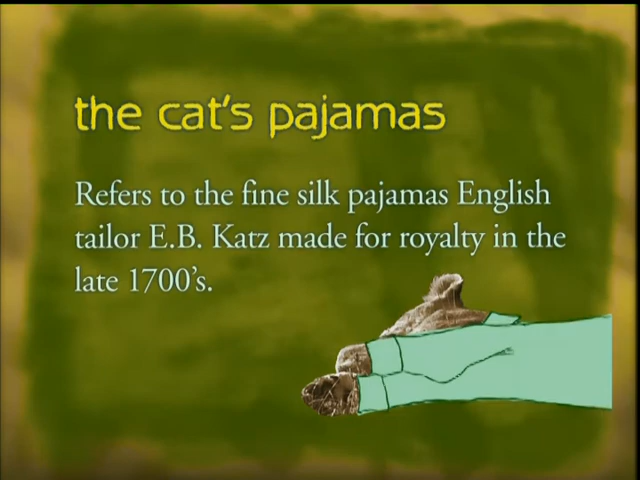 the cat's pajamas
Refers to the fine silk pajamas English
tailor E.B. Katz made for royalty in the
late 1700's.